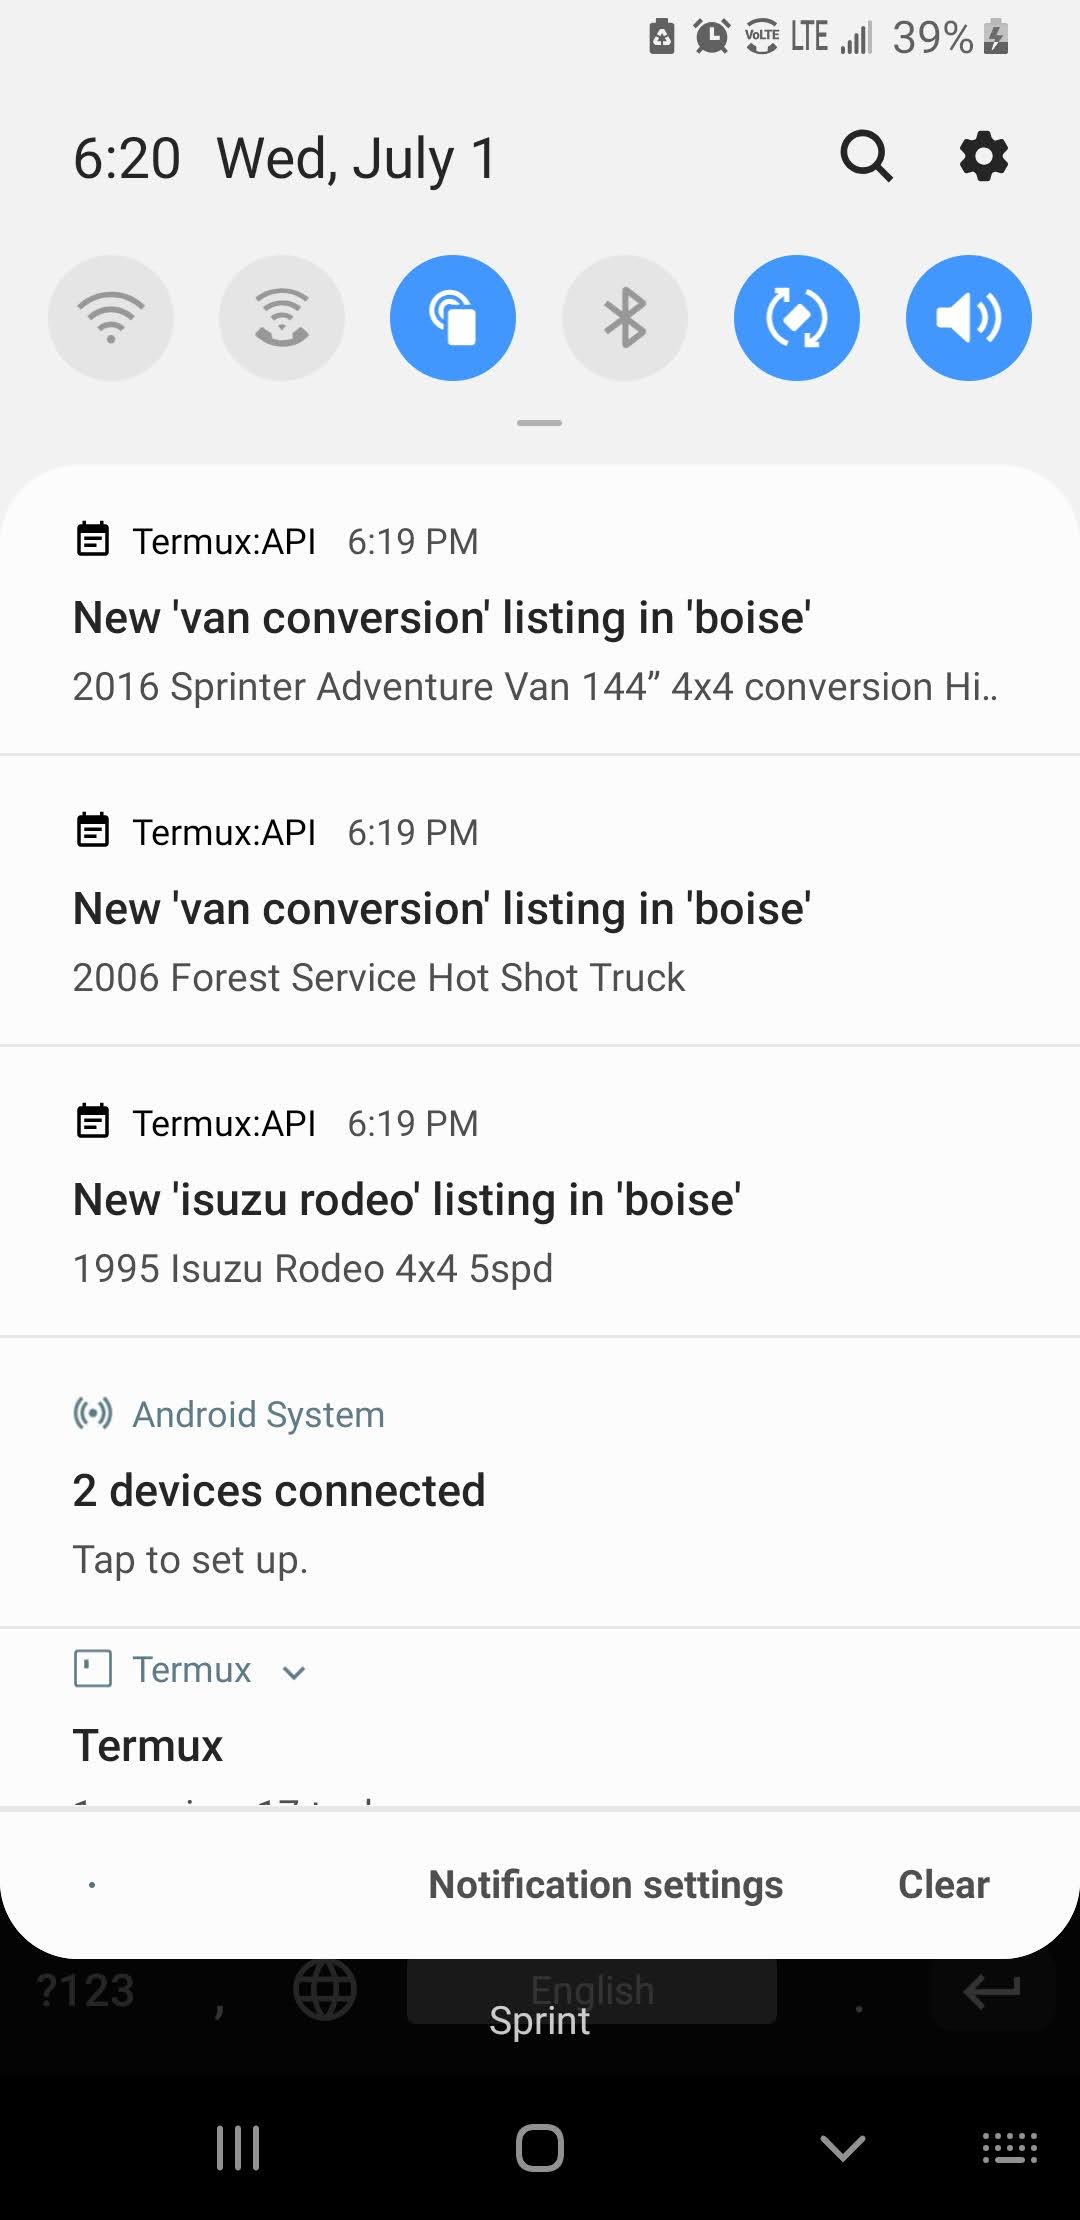 VoLTE LTE 39%
6:20 Wed, July 1
Termux:API 6:19 PM
New 'van conversion' listing in 'boise'
2016 Sprinter Adventure Van 144” 4x4 conversion Hi..
Termux:API 6:19 PM
New 'van conversion' listing in 'boise'
2006 Forest Service Hot Shot Truck
Termux:API 6:19 PM
New 'isuzu rodeo' listing in 'boise'
1995 Isuzu Rodeo 4x4 5spd
Android System
2 devices connected
Tap to set up.
Termux
Termux
Notification settings Clear
?123 , English .
Sprint